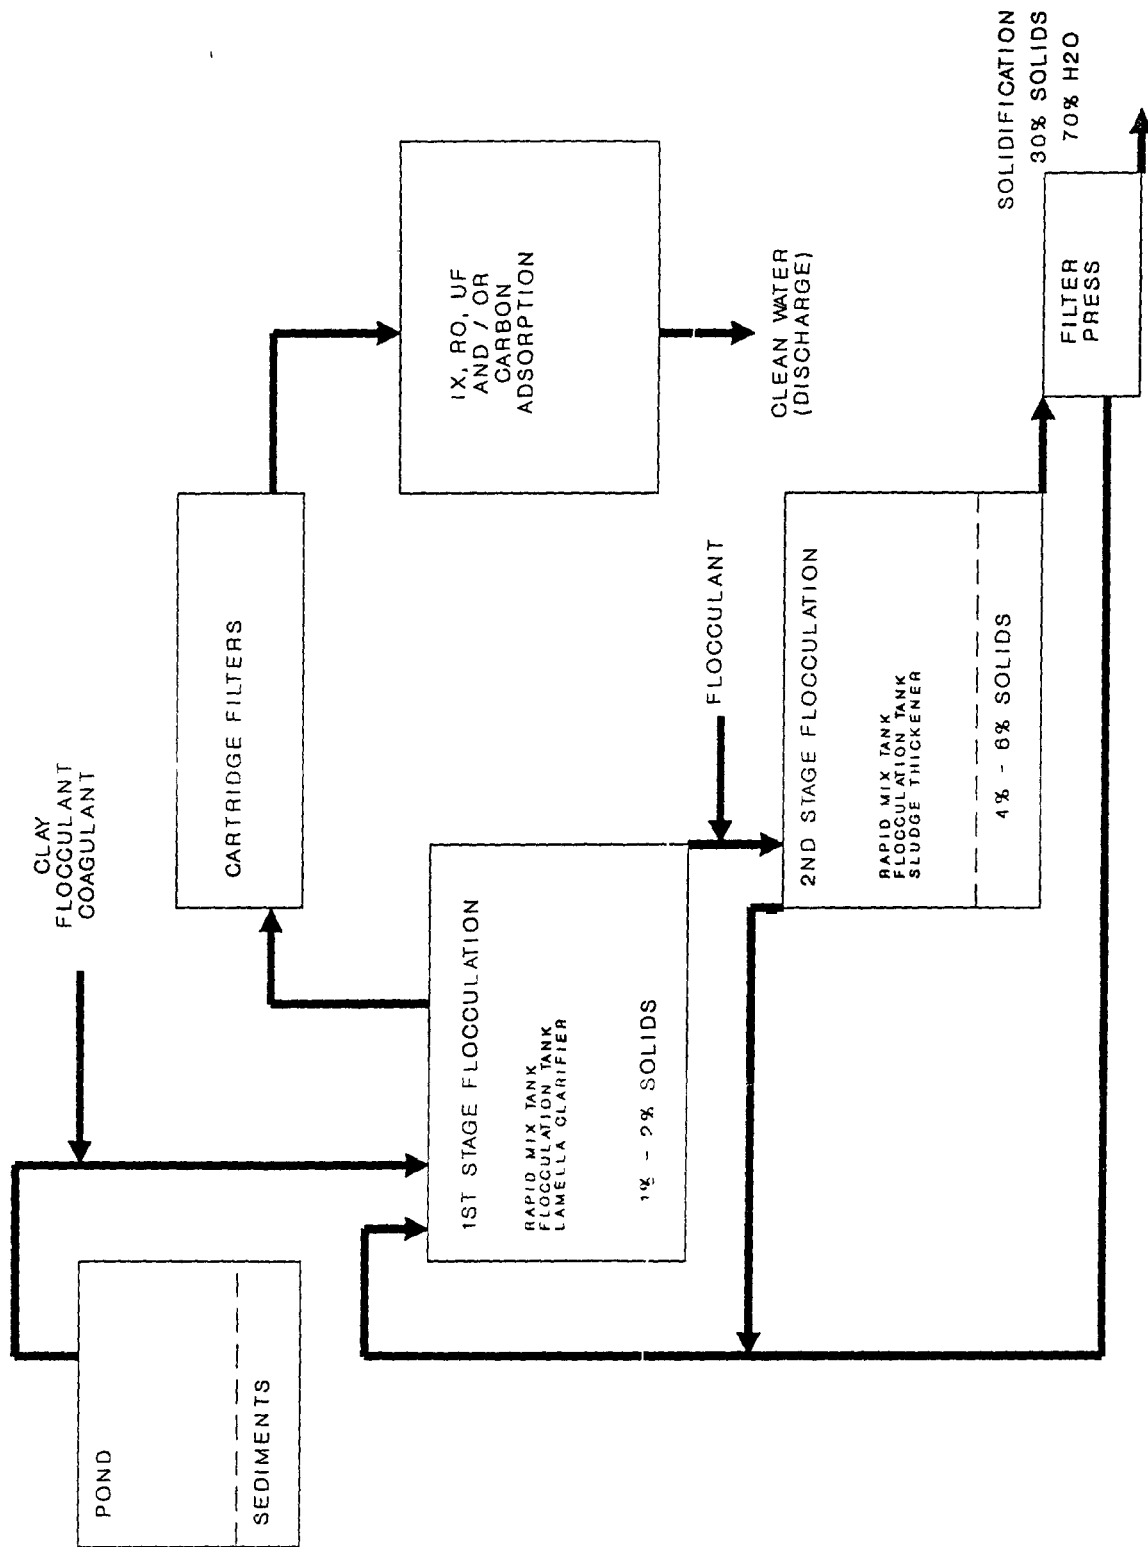 POND
SEDIMENTS
CLAY
FLOCCULANT
COAGULANT
1ST STAGE FLOCCULATION
RAPID MIX TANK
FLOCCULATION TANK
LAMELLA CLARIFIER
1% - 2% SOLIDS
CARTRIDGE FILTERS
IX, RO, UF
AND / OR
CARBON
ADSORPTION
CLEAN WATER
(DISCHARGE)
FLOCCULANT
2ND STAGE FLOCCULATION
RAPID MIX TANK
FLOCCULATION TANK
SLUDGE THICKENER
4% - 6% SOLIDS
FILTER
PRESS
SOLIDIFICATION
30% SOLIDS
70% H2O